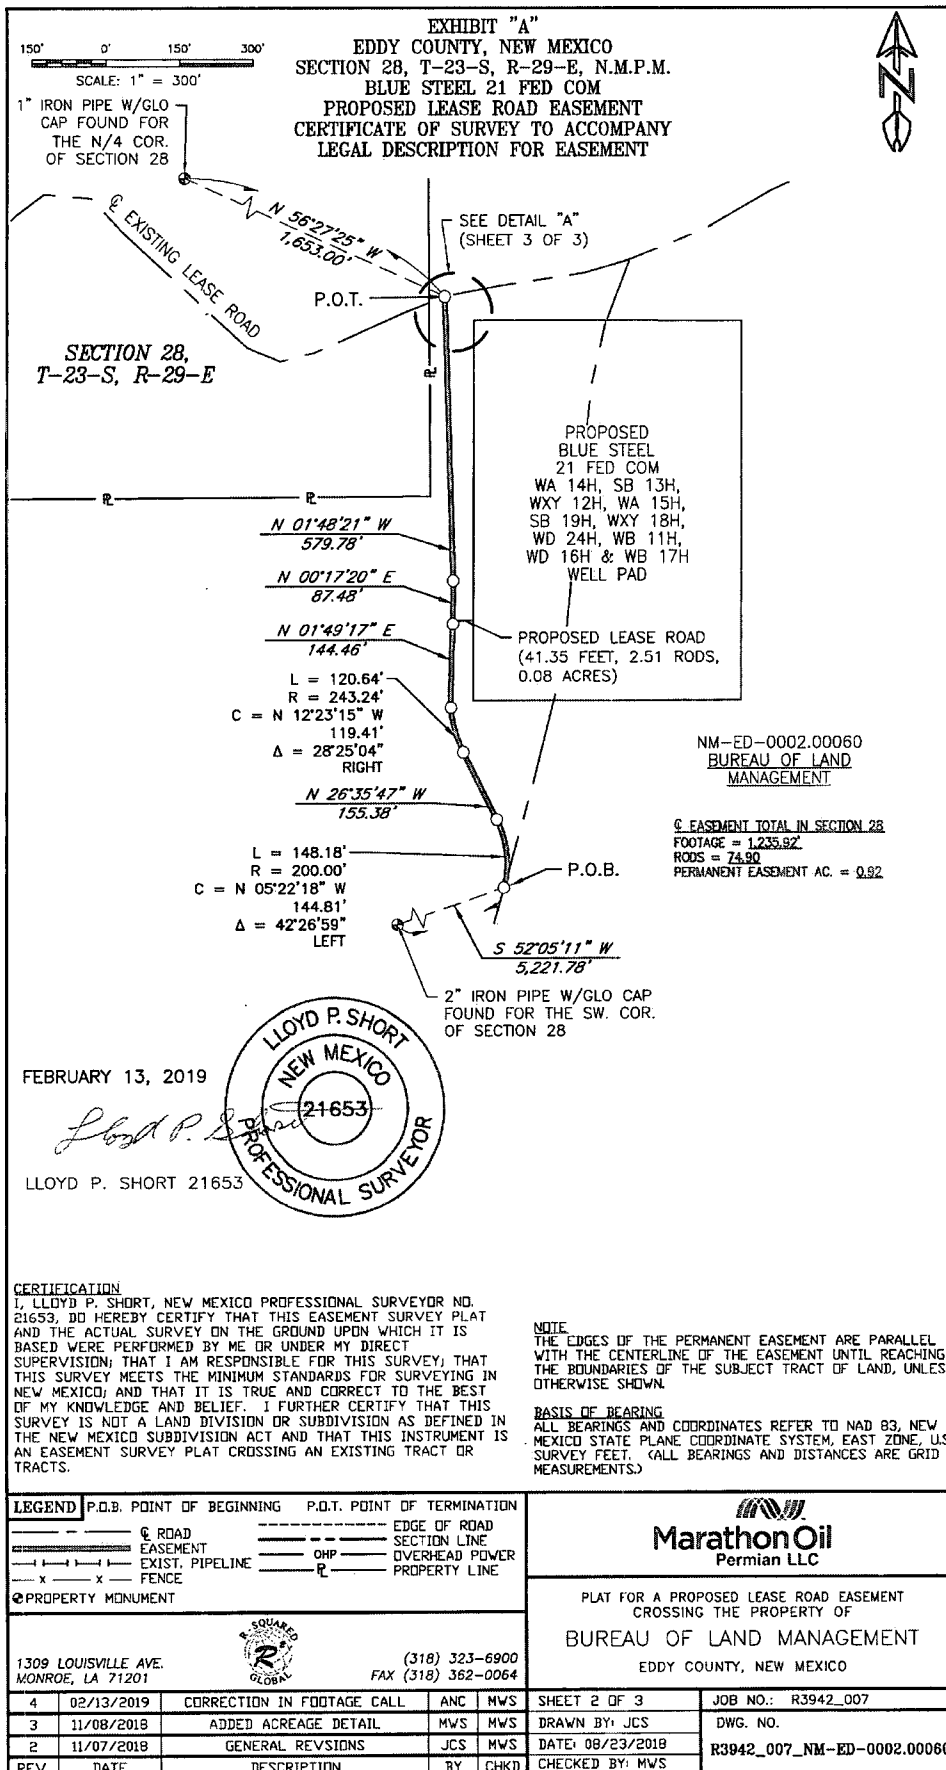 EXHIBIT "A"
EDDY COUNTY, NEW MEXICO
SECTION 28, T-23-S, R-29-E, N.M.P.M.
BLUE STEEL 21 FED COM
PROPOSED LEASE ROAD EASEMENT
CERTIFICATE OF SURVEY TO ACCOMPANY
LEGAL DESCRIPTION FOR EASEMENT
150' 0' 150' 300'
SCALE: 1" = 300'
N
1" IRON PIPE W/GLO
CAP FOUND FOR
THE N/4 COR.
OF SECTION 28
N 56°27'25" W
1,653.00'
SEE DETAIL "A"
(SHEET 3 OF 3)
℄ EXISTING LEASE ROAD
P.O.T.
SECTION 28,
T-23-S, R-29-E
PL
PL PL
PROPOSED
BLUE STEEL
21 FED COM
WA 14H, SB 13H,
WXY 12H, WA 15H,
SB 19H, WXY 18H,
WD 24H, WB 11H,
WD 16H & WB 17H
WELL PAD
N 01°48'21" W
579.78'
N 00°17'20" E
87.48'
N 01°49'17" E
144.46'
PROPOSED LEASE ROAD
(41.35 FEET, 2.51 RODS,
0.08 ACRES)
L = 120.64'
R = 243.24'
C = N 12°23'15" W
119.41'
Δ = 28°25'04"
RIGHT
NM-ED-0002.00060
BUREAU OF LAND
MANAGEMENT
N 26°35'47" W
155.38'
℄ EASEMENT TOTAL IN SECTION 28
FOOTAGE = 1,235.92'
RODS = 74.90
PERMANENT EASEMENT AC. = 0.92
L = 148.18'
R = 200.00'
C = N 05°22'18" W
144.81'
Δ = 42°26'59"
LEFT
P.O.B.
S 52°05'11" W
5,221.78'
2" IRON PIPE W/GLO CAP
FOUND FOR THE SW. COR.
OF SECTION 28
LLOYD P. SHORT
NEW MEXICO
21653
PROFESSIONAL SURVEYOR
FEBRUARY 13, 2019
Lloyd P. Short
LLOYD P. SHORT 21653
CERTIFICATION
I, LLOYD P. SHORT, NEW MEXICO PROFESSIONAL SURVEYOR NO.
21653, DO HEREBY CERTIFY THAT THIS EASEMENT SURVEY PLAT
AND THE ACTUAL SURVEY ON THE GROUND UPON WHICH IT IS
BASED WERE PERFORMED BY ME OR UNDER MY DIRECT
SUPERVISION; THAT I AM RESPONSIBLE FOR THIS SURVEY; THAT
THIS SURVEY MEETS THE MINIMUM STANDARDS FOR SURVEYING IN
NEW MEXICO; AND THAT IT IS TRUE AND CORRECT TO THE BEST
OF MY KNOWLEDGE AND BELIEF. I FURTHER CERTIFY THAT THIS
SURVEY IS NOT A LAND DIVISION OR SUBDIVISION AS DEFINED IN
THE NEW MEXICO SUBDIVISION ACT AND THAT THIS INSTRUMENT IS
AN EASEMENT SURVEY PLAT CROSSING AN EXISTING TRACT OR
TRACTS.
NOTE
THE EDGES OF THE PERMANENT EASEMENT ARE PARALLEL
WITH THE CENTERLINE OF THE EASEMENT UNTIL REACHING
THE BOUNDARIES OF THE SUBJECT TRACT OF LAND, UNLES
OTHERWISE SHOWN.
BASIS OF BEARING
ALL BEARINGS AND COORDINATES REFER TO NAD 83, NEW
MEXICO STATE PLANE COORDINATE SYSTEM, EAST ZONE, U.S
SURVEY FEET. (ALL BEARINGS AND DISTANCES ARE GRID
MEASUREMENTS.)
LEGEND P.O.B. POINT OF BEGINNING P.O.T. POINT OF TERMINATION
℄ ROAD EDGE OF ROAD
EASEMENT SECTION LINE
EXIST. PIPELINE OHP OVERHEAD POWER
X X FENCE PL PROPERTY LINE
PROPERTY MONUMENT
MarathonOil
Permian LLC
PLAT FOR A PROPOSED LEASE ROAD EASEMENT
CROSSING THE PROPERTY OF
BUREAU OF LAND MANAGEMENT
EDDY COUNTY, NEW MEXICO
R-SQUARED
R²
GLOBAL
1309 LOUISVILLE AVE. (318) 323-6900
MONROE, LA 71201 FAX (318) 362-0064
4 02/13/2019 CORRECTION IN FOOTAGE CALL ANC MWS SHEET 2 OF 3 JOB NO.: R3942_007
3 11/08/2018 ADDED ACREAGE DETAIL MWS MWS DRAWN BY: JCS DWG. NO.
2 11/07/2018 GENERAL REVSIONS JCS MWS DATE: 08/23/2018 R3942_007_NM-ED-0002.00060
REV. DATE DESCRIPTION BY CHKD CHECKED BY: MWS